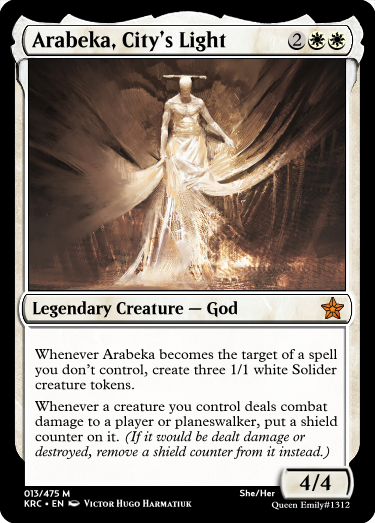 Arabeka, City's Light 2
Legendary Creature — God
Whenever Arabeka becomes the target of a spell
you don't control, create three 1/1 white Solider
creature tokens.
Whenever a creature you control deals combat
damage to a player or planeswalker, put a shield
counter on it. (If it would be dealt damage or
destroyed, remove a shield counter from it instead.)
4/4
013/475 M She/Her
KRC • EN Victor Hugo Harmatiuk Queen Emily#1312